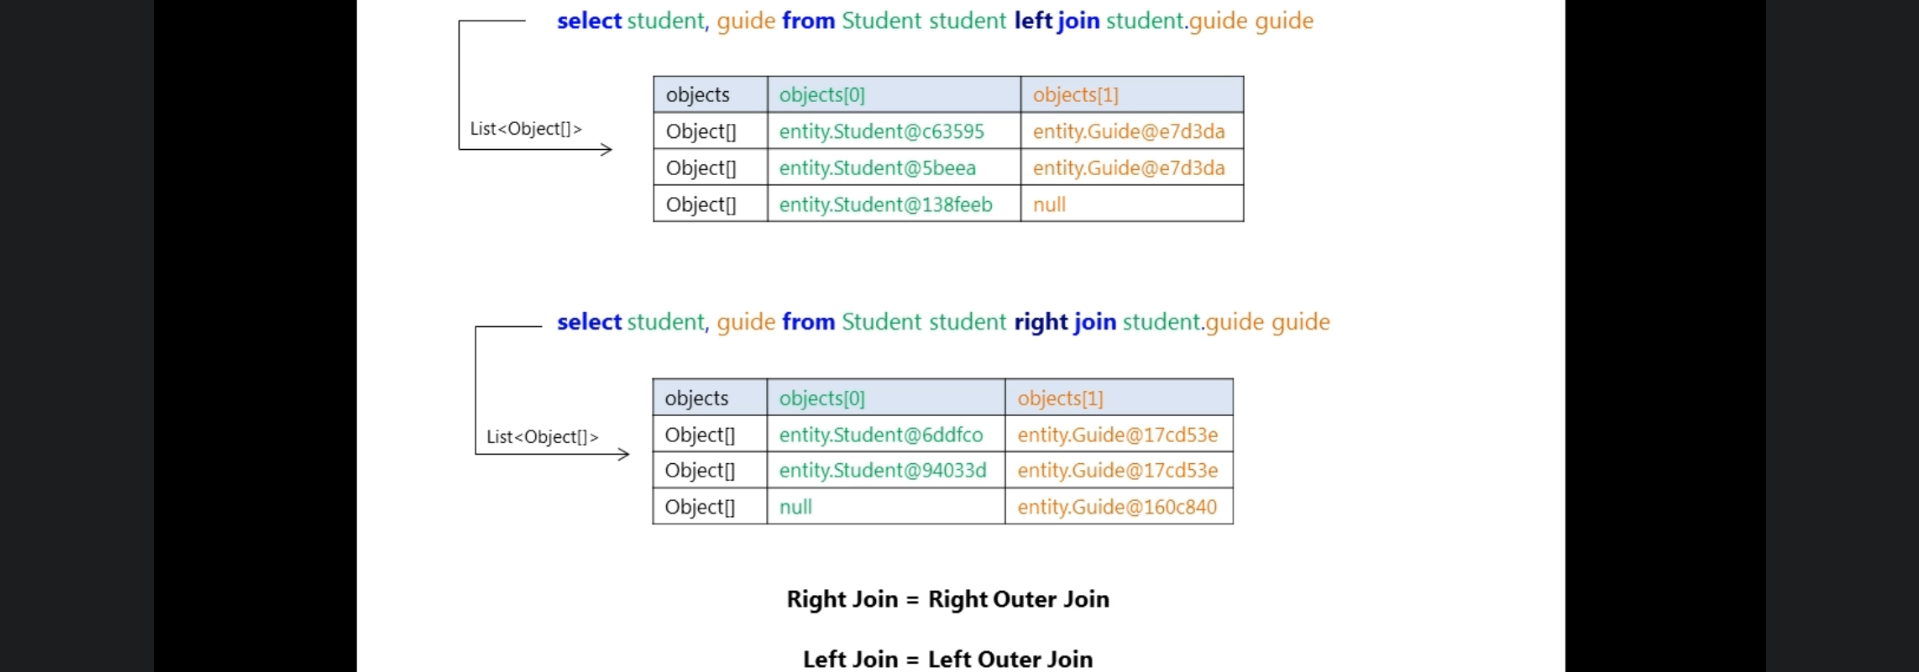 select student, guide from Student student left join student.guide guide
objects objects[0] objects[1]
List<Object[]>
Object[] entity.Student@c63595 entity.Guide@e7d3da
Object[] entity.Student@5beea entity.Guide@e7d3da
Object[] entity.Student@138feeb null
select student, guide from Student student right join student.guide guide
objects objects[0] objects[1]
List<Object[]>
Object[] entity.Student@6ddfco entity.Guide@17cd53e
Object[] entity.Student@94033d entity.Guide@17cd53e
Object[] null entity.Guide@160c840
Right Join = Right Outer Join
Left Join = Left Outer Join